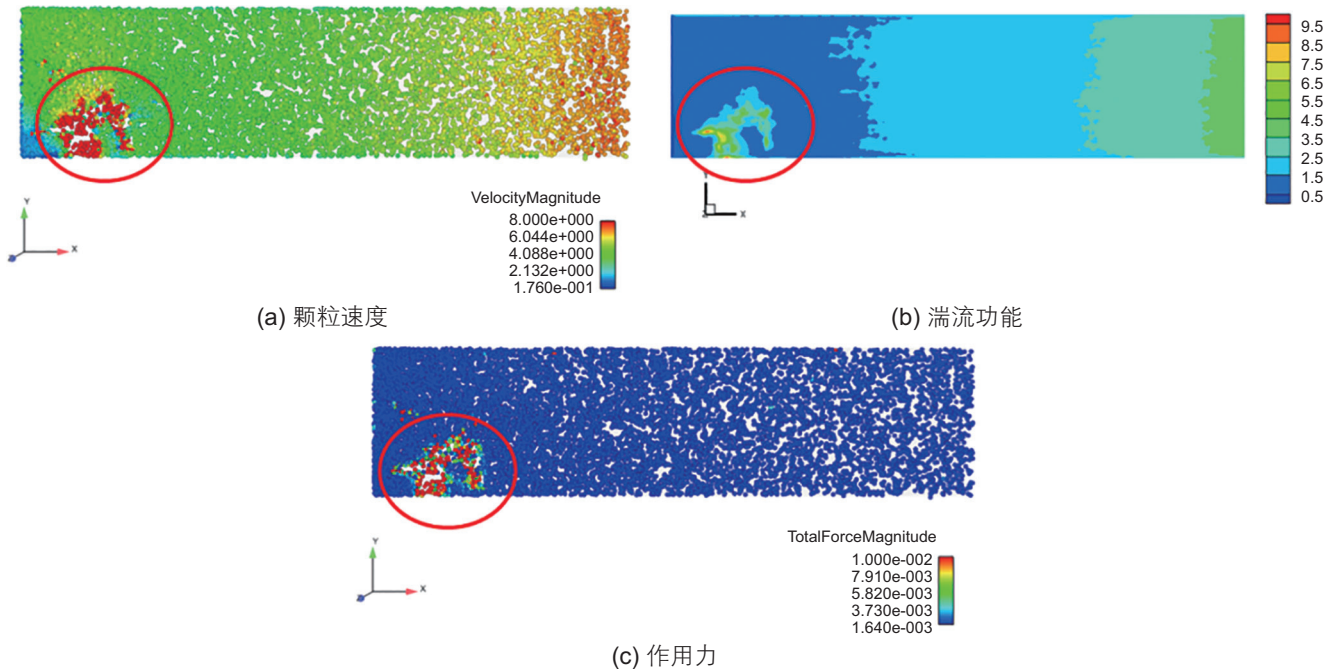 9.5
8.5
7.5
6.5
5.5
4.5
3.5
2.5
1.5
0.5
VelocityMagnitude
8.000e+000
6.044e+000
4.088e+000
2.132e+000
1.760e-001
Y
X
Z
Y
X
Z
(a) 颗粒速度
(b) 湍流功能
TotalForceMagnitude
1.000e-002
7.910e-003
5.820e-003
3.730e-003
1.640e-003
Y
X
Z
(c) 作用力